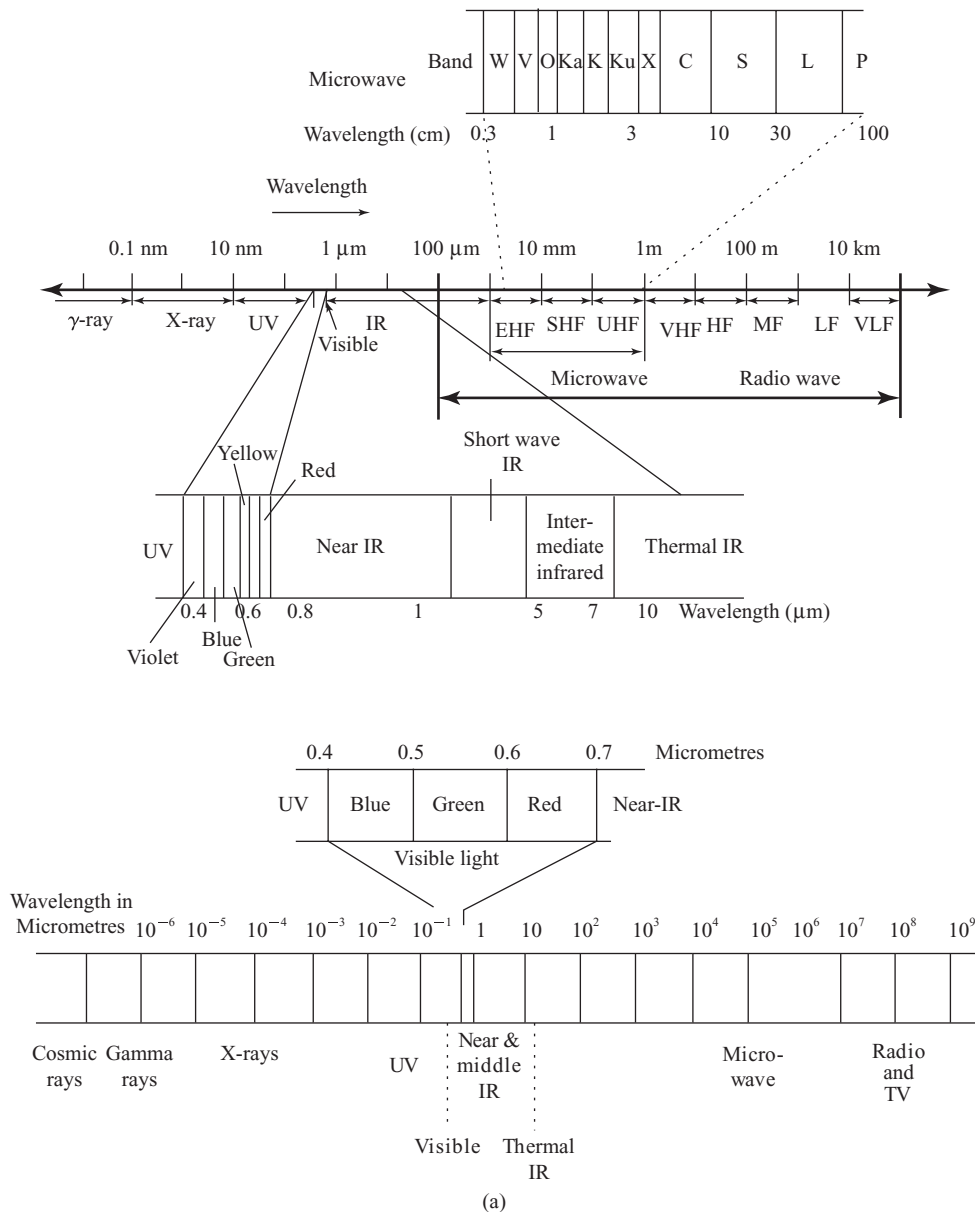 Band W V O Ka K Ku X C S L P
Microwave
Wavelength (cm) 0.3 1 3 10 30 100
Wavelength
0.1 nm 10 nm 1 μm 100 μm 10 mm 1m 100 m 10 km
γ-ray X-ray UV IR EHF SHF UHF VHF HF MF LF VLF
Visible
Microwave Radio wave
Short wave
IR
Yellow
Red
UV Near IR Inter-
mediate
infrared Thermal IR
0.4 0.6 0.8 1 5 7 10 Wavelength (μm)
Blue
Violet Green
0.4 0.5 0.6 0.7 Micrometres
UV Blue Green Red Near-IR
Visible light
Wavelength in
Micrometres 10⁻⁶ 10⁻⁵ 10⁻⁴ 10⁻³ 10⁻² 10⁻¹ 1 10 10² 10³ 10⁴ 10⁵ 10⁶ 10⁷ 10⁸ 10⁹
Cosmic
rays
Gamma
rays
X-rays
UV
Near &
middle
IR
Micro-
wave
Radio
and
TV
Visible
Thermal
IR
(a)